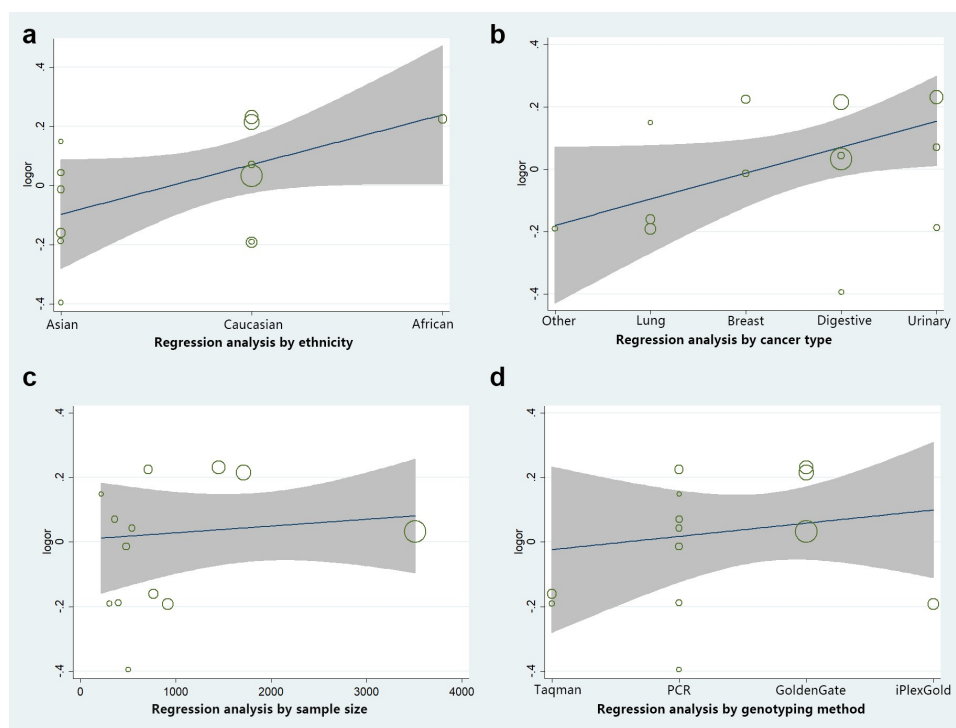 a
logor
.4
.2
0
-.2
-.4
Asian Caucasian African
Regression analysis by ethnicity
b
logor
.4
.2
0
-.2
-.4
Other Lung Breast Digestive Urinary
Regression analysis by cancer type
c
logor
.4
.2
0
-.2
-.4
0 1000 2000 3000 4000
Regression analysis by sample size
d
logor
.4
.2
0
-.2
-.4
Taqman PCR GoldenGate iPlexGold
Regression analysis by genotyping method